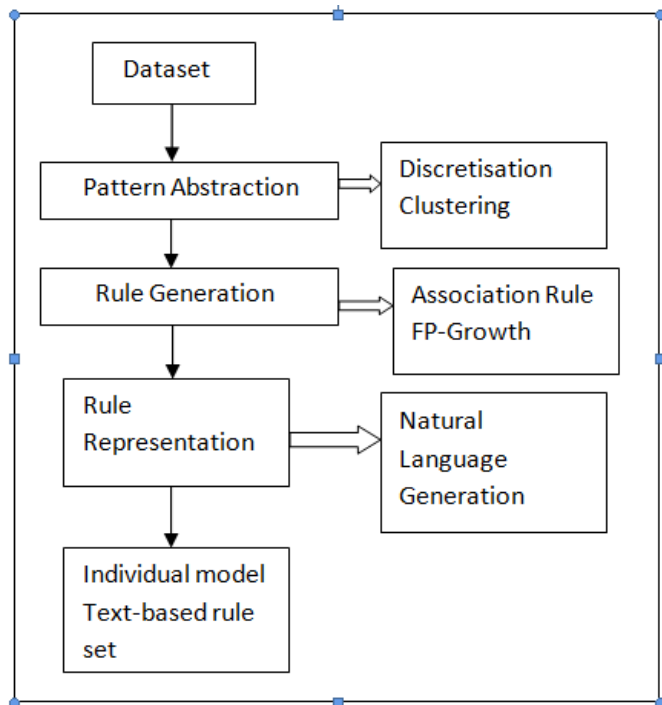 Dataset
Pattern Abstraction
Discretisation
Clustering
Rule Generation
Association Rule
FP-Growth
Rule
Representation
Natural
Language
Generation
Individual model
Text-based rule
set